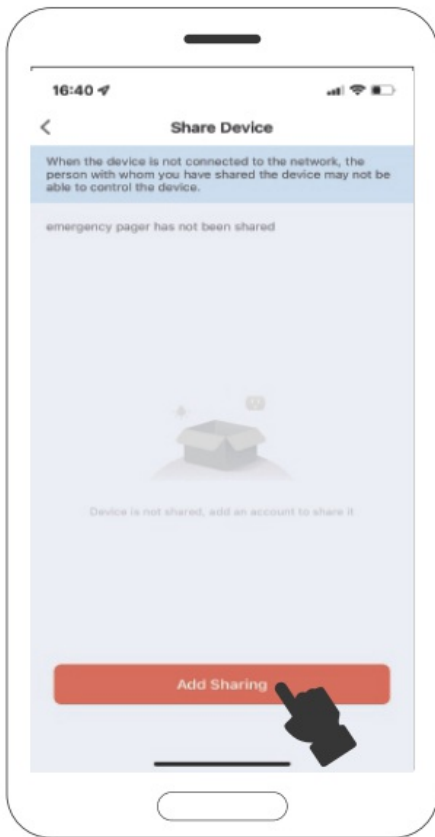 16:40
Share Device
When the device is not connected to the network, the
person with whom you have shared the device may not be
able to control the device.
emergency pager has not been shared
Device is not shared, add an account to share it
Add Sharing